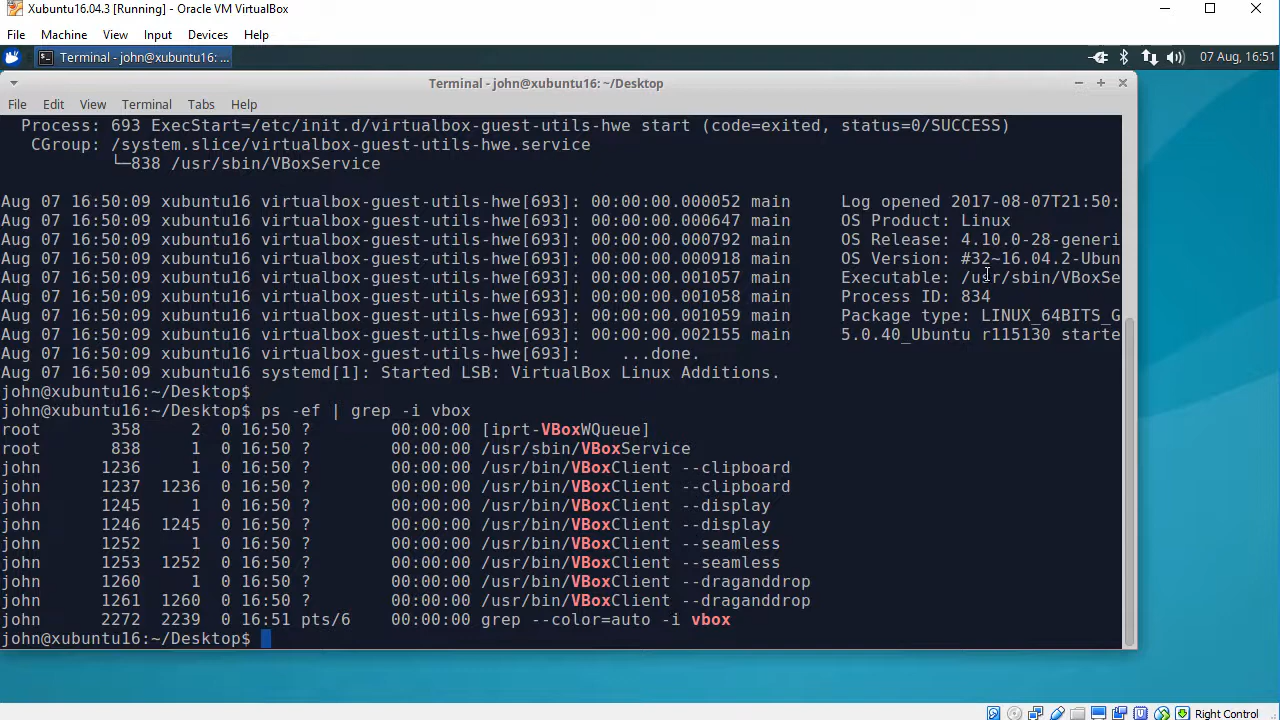 Xubuntu16.04.3 [Running] - Oracle VM VirtualBox
File Machine View Input Devices Help
Terminal - john@xubuntu16: ... 07 Aug, 16:51
Terminal - john@xubuntu16: ~/Desktop
File Edit View Terminal Tabs Help
Process: 693 ExecStart=/etc/init.d/virtualbox-guest-utils-hwe start (code=exited, status=0/SUCCESS)
CGroup: /system.slice/virtualbox-guest-utils-hwe.service
└─838 /usr/sbin/VBoxService
Aug 07 16:50:09 xubuntu16 virtualbox-guest-utils-hwe[693]: 00:00:00.000052 main     Log opened 2017-08-07T21:50:
Aug 07 16:50:09 xubuntu16 virtualbox-guest-utils-hwe[693]: 00:00:00.000647 main     OS Product: Linux
Aug 07 16:50:09 xubuntu16 virtualbox-guest-utils-hwe[693]: 00:00:00.000792 main     OS Release: 4.10.0-28-generi
Aug 07 16:50:09 xubuntu16 virtualbox-guest-utils-hwe[693]: 00:00:00.000918 main     OS Version: #32~16.04.2-Ubun
Aug 07 16:50:09 xubuntu16 virtualbox-guest-utils-hwe[693]: 00:00:00.001057 main     Executable: /usr/sbin/VBoxSe
Aug 07 16:50:09 xubuntu16 virtualbox-guest-utils-hwe[693]: 00:00:00.001058 main     Process ID: 834
Aug 07 16:50:09 xubuntu16 virtualbox-guest-utils-hwe[693]: 00:00:00.001059 main     Package type: LINUX_64BITS_G
Aug 07 16:50:09 xubuntu16 virtualbox-guest-utils-hwe[693]: 00:00:00.002155 main     5.0.40_Ubuntu r115130 starte
Aug 07 16:50:09 xubuntu16 virtualbox-guest-utils-hwe[693]:    ...done.
Aug 07 16:50:09 xubuntu16 systemd[1]: Started LSB: VirtualBox Linux Additions.
john@xubuntu16:~/Desktop$
john@xubuntu16:~/Desktop$ ps -ef | grep -i vbox
root       358     2  0 16:50 ?        00:00:00 [iprt-VBoxWQueue]
root       838     1  0 16:50 ?        00:00:00 /usr/sbin/VBoxService
john      1236     1  0 16:50 ?        00:00:00 /usr/bin/VBoxClient --clipboard
john      1237  1236  0 16:50 ?        00:00:00 /usr/bin/VBoxClient --clipboard
john      1245     1  0 16:50 ?        00:00:00 /usr/bin/VBoxClient --display
john      1246  1245  0 16:50 ?        00:00:00 /usr/bin/VBoxClient --display
john      1252     1  0 16:50 ?        00:00:00 /usr/bin/VBoxClient --seamless
john      1253  1252  0 16:50 ?        00:00:00 /usr/bin/VBoxClient --seamless
john      1260     1  0 16:50 ?        00:00:00 /usr/bin/VBoxClient --draganddrop
john      1261  1260  0 16:50 ?        00:00:00 /usr/bin/VBoxClient --draganddrop
john      2272  2239  0 16:51 pts/6    00:00:00 grep --color=auto -i vbox
john@xubuntu16:~/Desktop$
Right Control